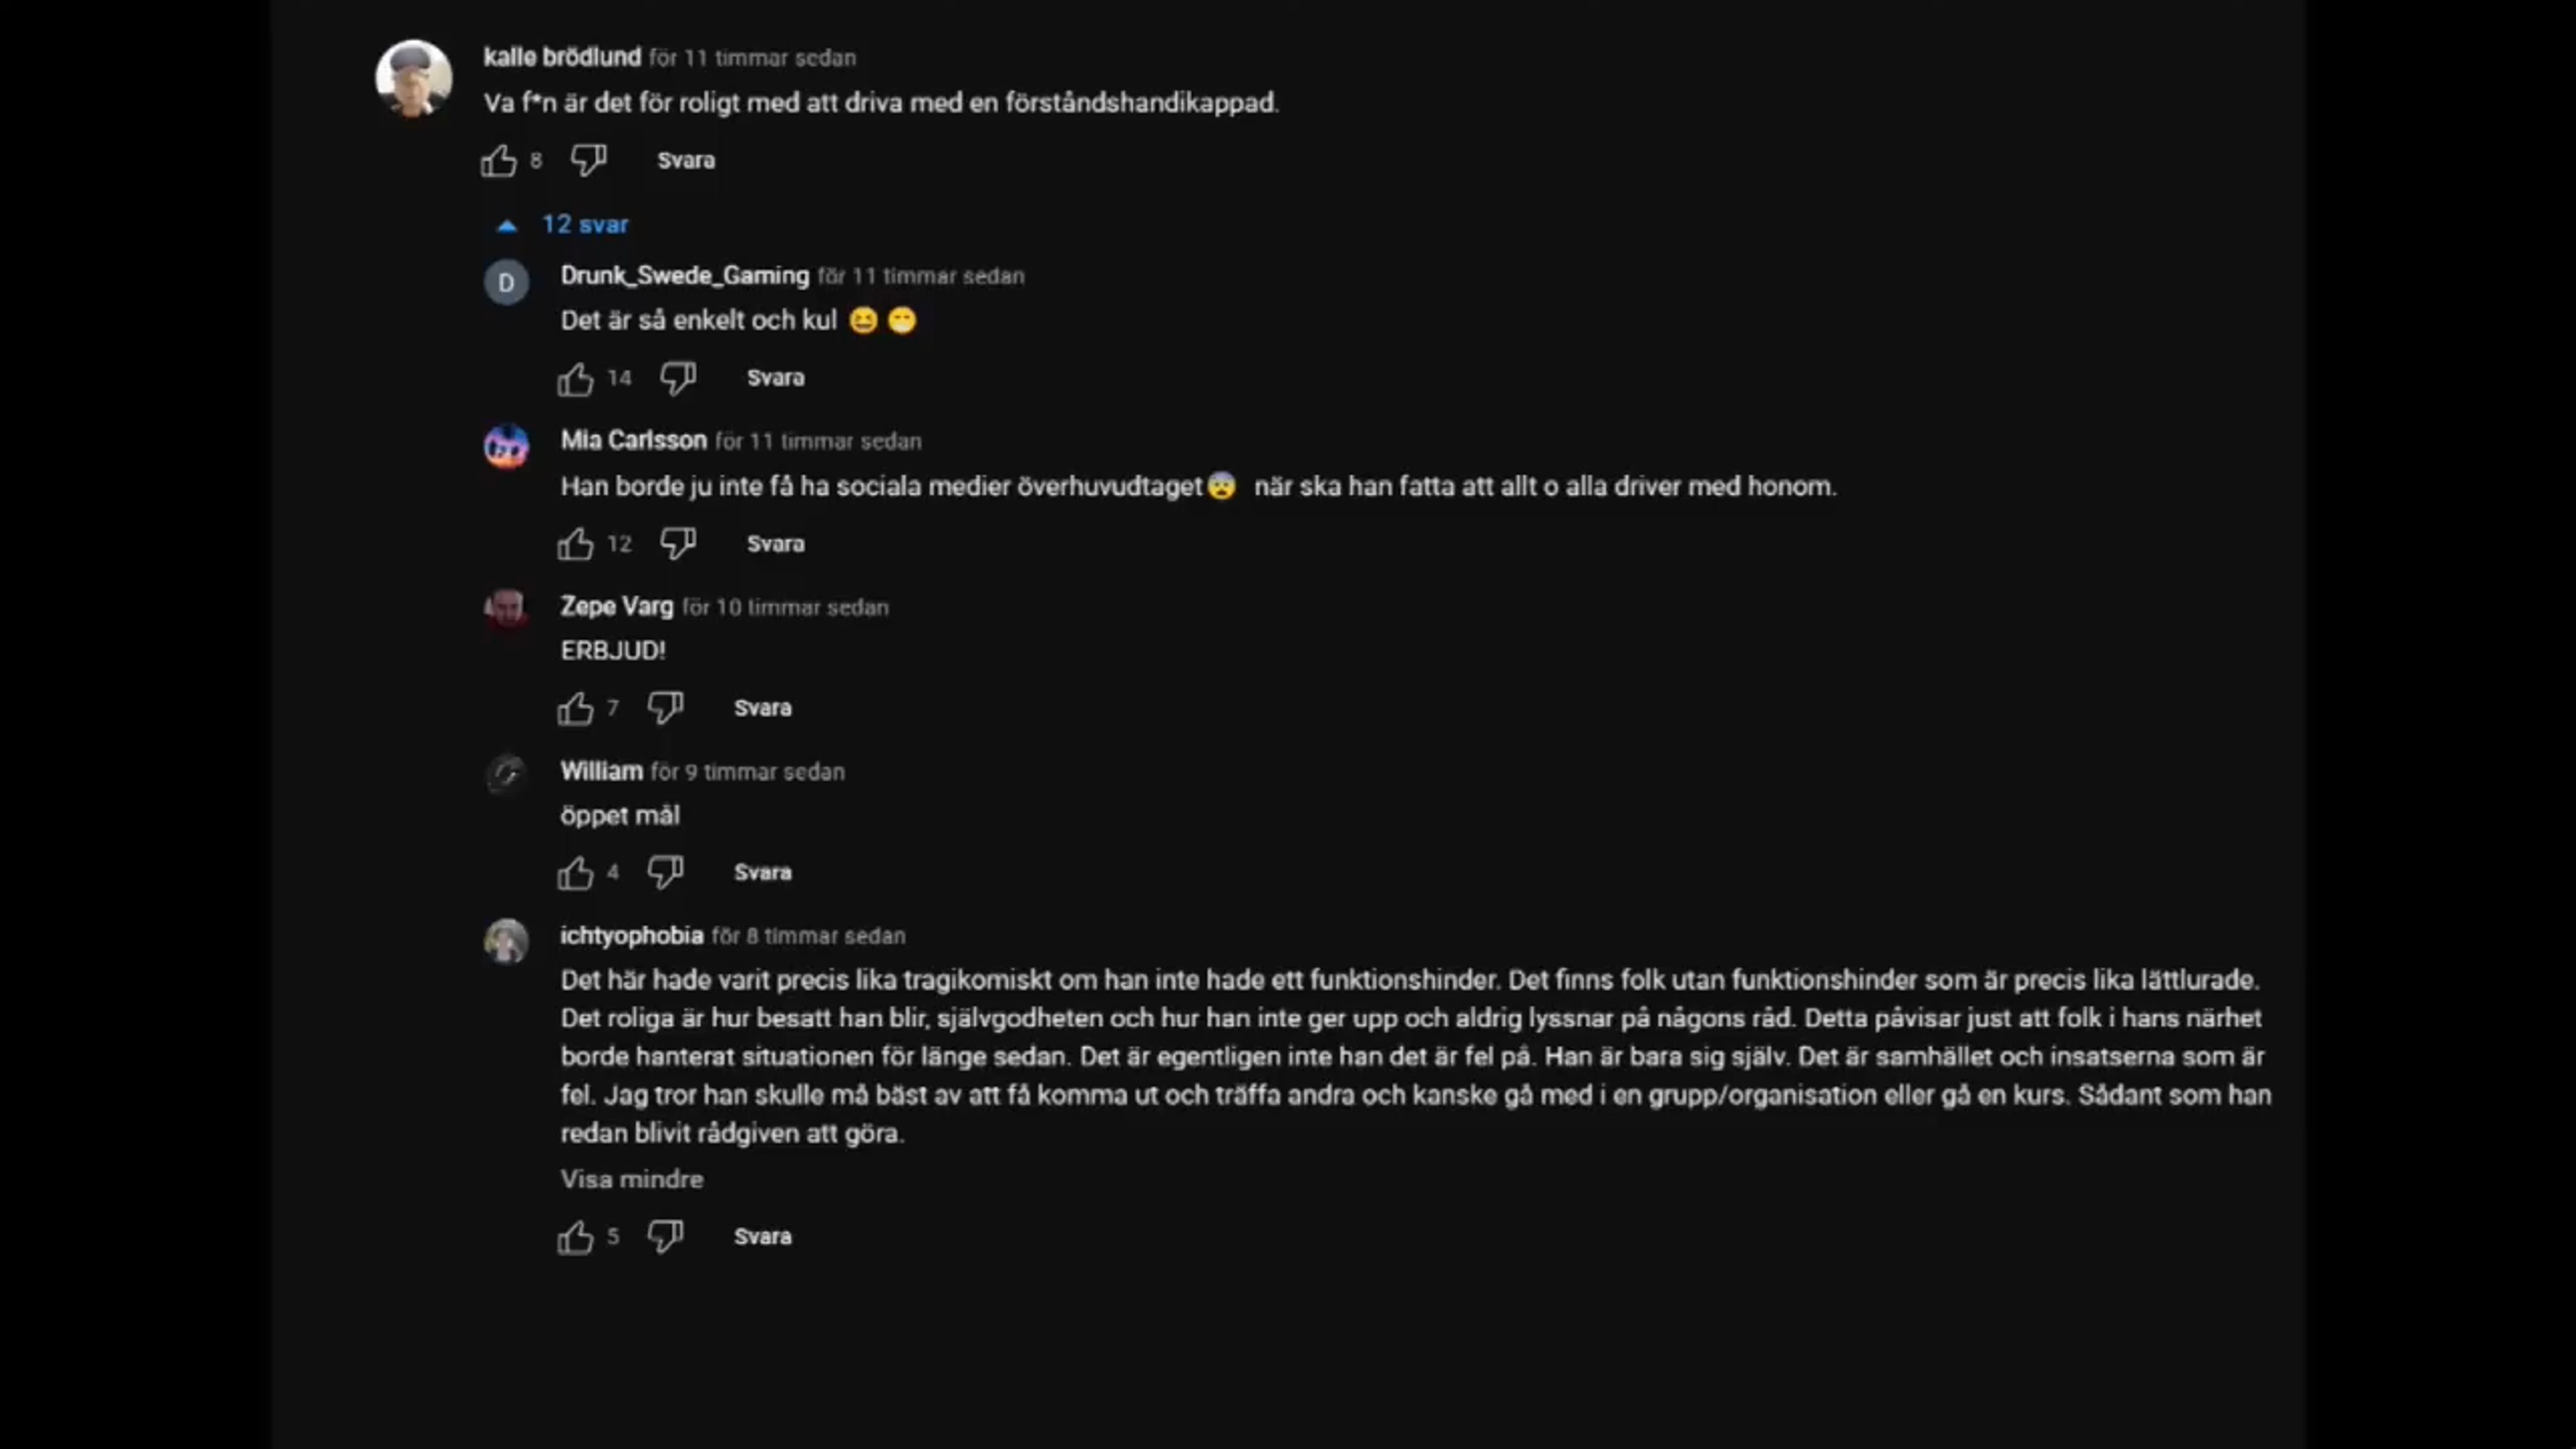 kalle brödlund för 11 timmar sedan
Va f*n är det för roligt med att driva med en förståndshandikappad.
8 Svara
12 svar
D
Drunk_Swede_Gaming för 11 timmar sedan
Det är så enkelt och kul 😆😁
14 Svara
Mia Carlsson för 11 timmar sedan
Han borde ju inte få ha sociala medier överhuvudtaget😨 när ska han fatta att allt o alla driver med honom.
12 Svara
Zepe Varg för 10 timmar sedan
ERBJUD!
7 Svara
William för 9 timmar sedan
öppet mål
4 Svara
ichtyophobia för 8 timmar sedan
Det här hade varit precis lika tragikomiskt om han inte hade ett funktionshinder. Det finns folk utan funktionshinder som är precis lika lättlurade.
Det roliga är hur besatt han blir, självgodheten och hur han inte ger upp och aldrig lyssnar på någons råd. Detta påvisar just att folk i hans närhet
borde hanterat situationen för länge sedan. Det är egentligen inte han det är fel på. Han är bara sig själv. Det är samhället och insatserna som är
fel. Jag tror han skulle må bäst av att få komma ut och träffa andra och kanske gå med i en grupp/organisation eller gå en kurs. Sådant som han
redan blivit rådgiven att göra.
Visa mindre
5 Svara